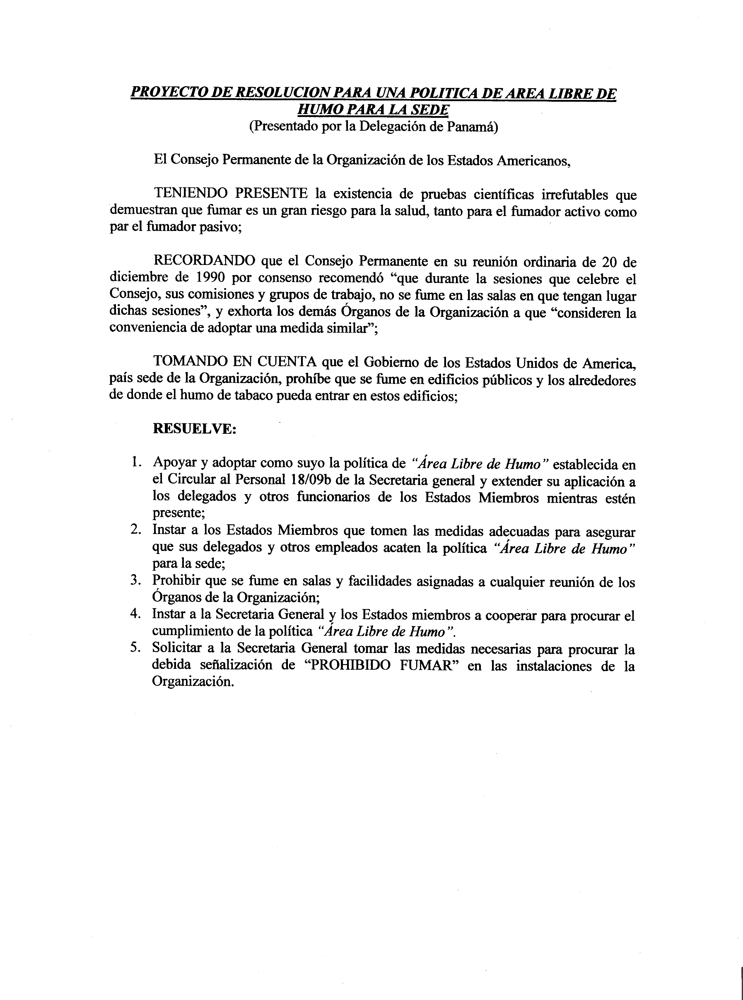 PROYECTO DE RESOLUCION PARA UNA POLITICA DE AREA LIBRE DE
HUMO PARA LA SEDE
(Presentado por la Delegación de Panamá)
El Consejo Permanente de la Organización de los Estados Americanos,
TENIENDO PRESENTE la existencia de pruebas científicas irrefutables que
demuestran que fumar es un gran riesgo para la salud, tanto para el fumador activo como
par el fumador pasivo;
RECORDANDO que el Consejo Permanente en su reunión ordinaria de 20 de
diciembre de 1990 por consenso recomendó “que durante la sesiones que celebre el
Consejo, sus comisiones y grupos de trabajo, no se fume en las salas en que tengan lugar
dichas sesiones”, y exhorta los demás Órganos de la Organización a que “consideren la
conveniencia de adoptar una medida similar”;
TOMANDO EN CUENTA que el Gobierno de los Estados Unidos de America,
país sede de la Organización, prohíbe que se fume en edificios públicos y los alrededores
de donde el humo de tabaco pueda entrar en estos edificios;
RESUELVE:
1. Apoyar y adoptar como suyo la política de “Área Libre de Humo” establecida en
el Circular al Personal 18/09b de la Secretaria general y extender su aplicación a
los delegados y otros funcionarios de los Estados Miembros mientras estén
presente;
2. Instar a los Estados Miembros que tomen las medidas adecuadas para asegurar
que sus delegados y otros empleados acaten la política “Área Libre de Humo”
para la sede;
3. Prohibir que se fume en salas y facilidades asignadas a cualquier reunión de los
Órganos de la Organización;
4. Instar a la Secretaria General y los Estados miembros a cooperar para procurar el
cumplimiento de la política “Área Libre de Humo”.
5. Solicitar a la Secretaria General tomar las medidas necesarias para procurar la
debida señalización de “PROHIBIDO FUMAR” en las instalaciones de la
Organización.